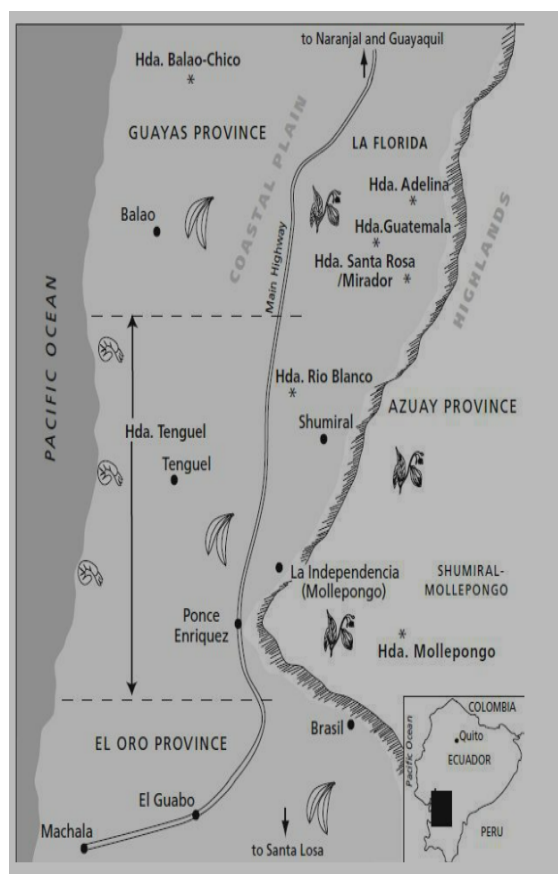 to Naranjal and Guayaquil
Hda. Balao-Chico
GUAYAS PROVINCE
COASTAL PLAIN
LA FLORIDA
Hda. Adelina
Balao
Hda.Guatemala
Main Highway
Hda. Santa Rosa
/Mirador
HIGHLANDS
PACIFIC OCEAN
Hda. Rio Blanco
AZUAY PROVINCE
Hda. Tenguel
Shumiral
Tenguel
La Independencia
(Mollepongo)
SHUMIRAL-
MOLLEPONGO
Ponce
Enriquez
Hda. Mollepongo
Brasil
EL ORO PROVINCE
El Guabo
Machala
to Santa Losa
COLOMBIA
Pacific Ocean
Quito
ECUADOR
PERU